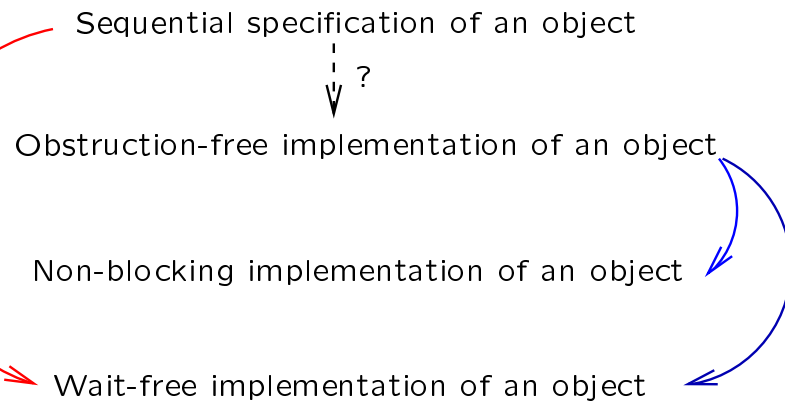 Sequential specification of an object
?
Obstruction-free implementation of an object
Non-blocking implementation of an object
Wait-free implementation of an object